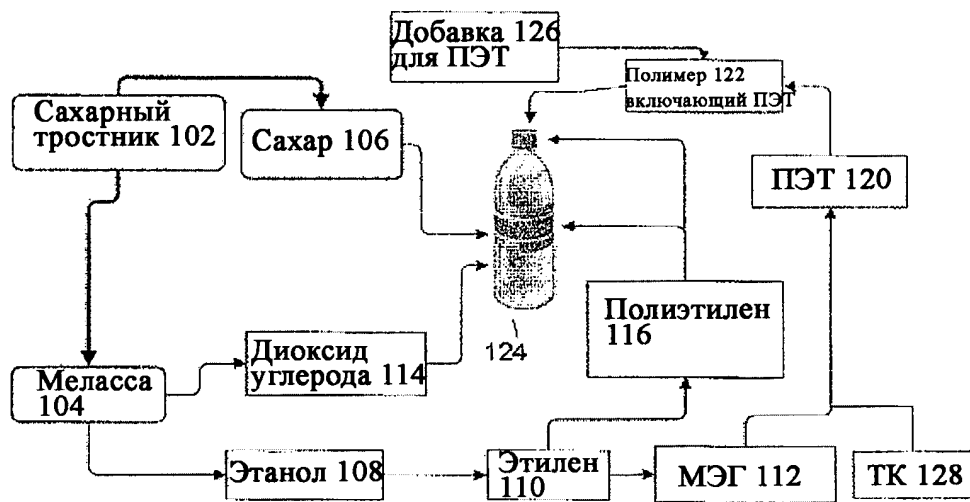 Добавка 126
для ПЭТ
Полимер 122
включающий ПЭТ
Сахарный
тростник 102
Сахар 106
ПЭТ 120
Полиэтилен
116
124
Диоксид
углерода 114
Меласса
104
Этанол 108
Этилен
110
МЭГ 112
ТК 128